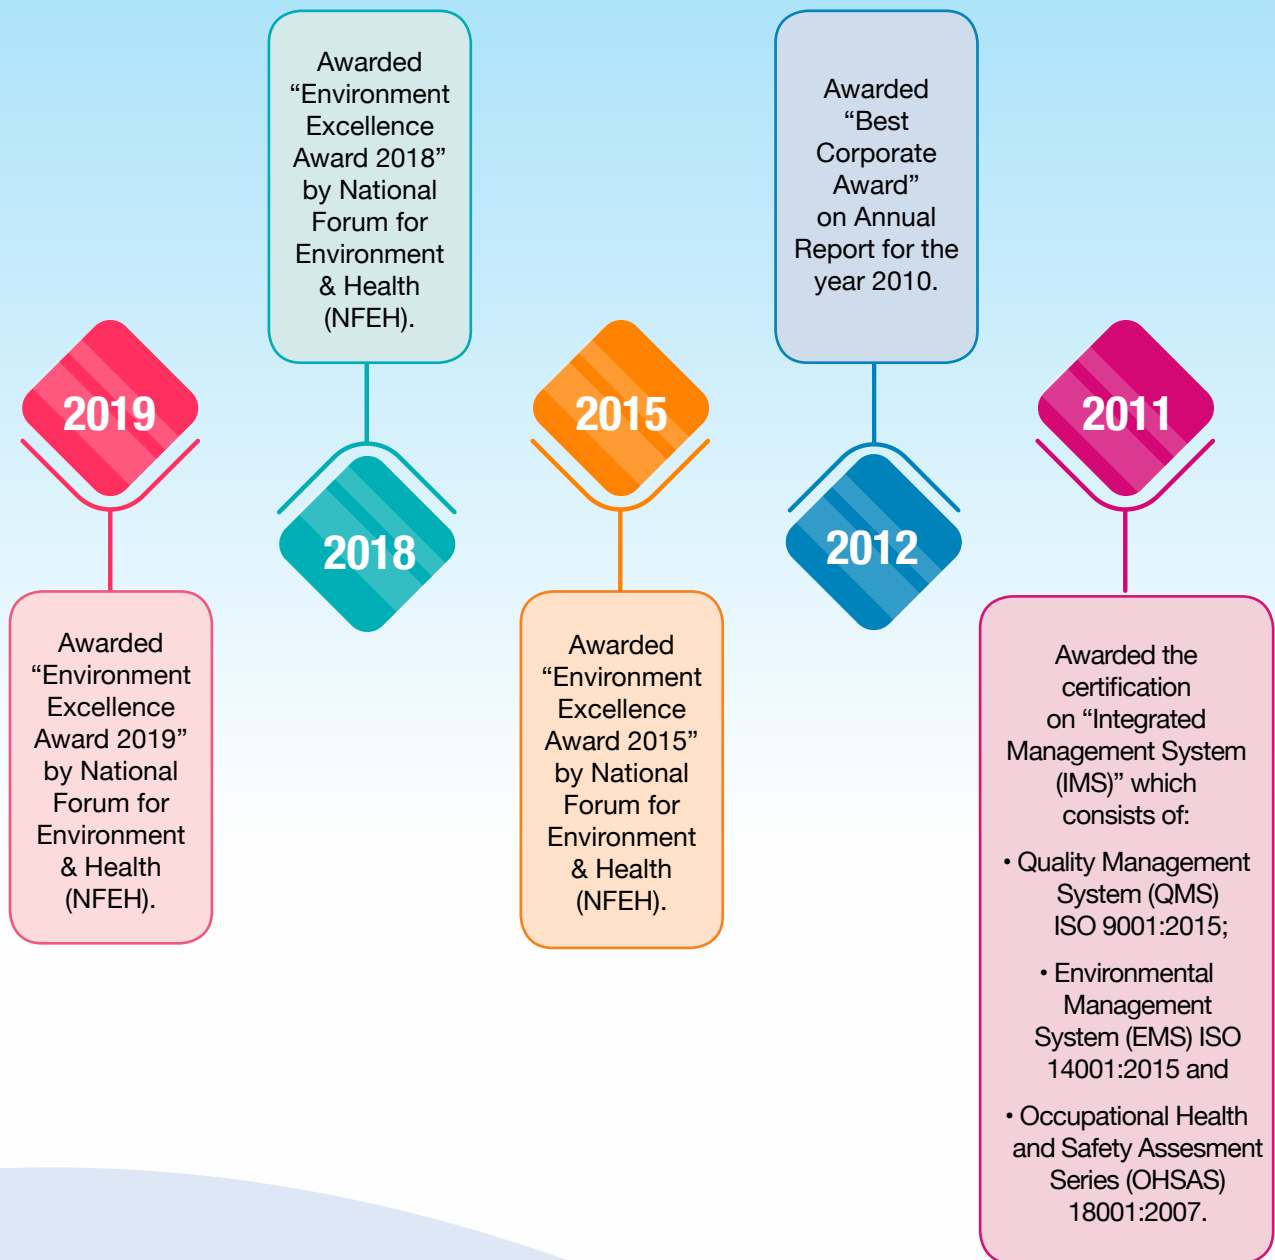 2019
Awarded
“Environment
Excellence
Award 2019”
by National
Forum for
Environment
& Health
(NFEH).
Awarded
“Environment
Excellence
Award 2018”
by National
Forum for
Environment
& Health
(NFEH).
2018
2015
Awarded
“Environment
Excellence
Award 2015”
by National
Forum for
Environment
& Health
(NFEH).
Awarded
“Best
Corporate
Award”
on Annual
Report for the
year 2010.
2012
2011
Awarded the
certification
on “Integrated
Management System
(IMS)” which
consists of:
• Quality Management
System (QMS)
ISO 9001:2015;
• Environmental
Management
System (EMS) ISO
14001:2015 and
• Occupational Health
and Safety Assesment
Series (OHSAS)
18001:2007.